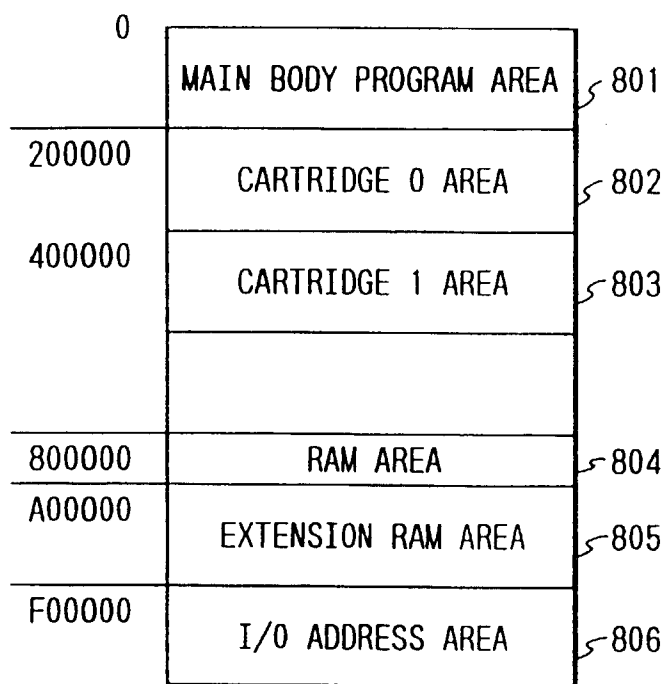 0
MAIN BODY PROGRAM AREA 801
200000 CARTRIDGE 0 AREA 802
400000 CARTRIDGE 1 AREA 803
800000 RAM AREA 804
A00000 EXTENSION RAM AREA 805
F00000 I/O ADDRESS AREA 806